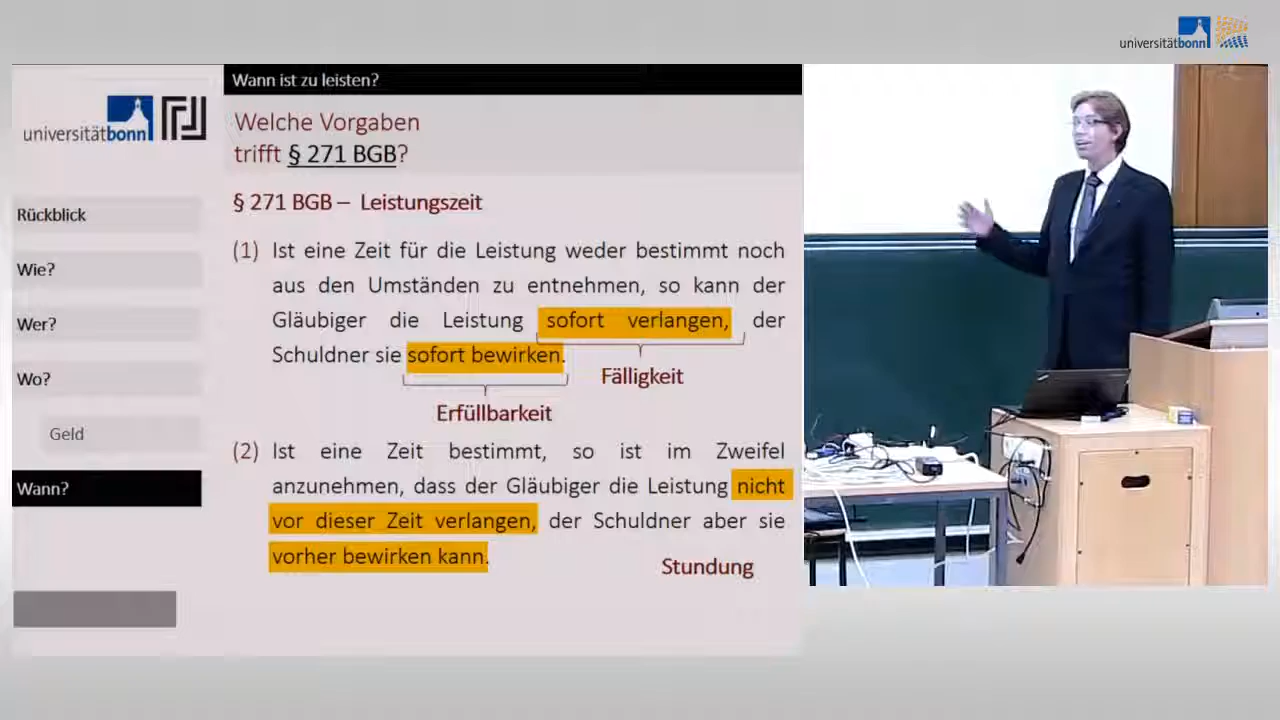 universitätbonn
Wann ist zu leisten?
universitätbonn
Welche Vorgaben
trifft § 271 BGB?
§ 271 BGB – Leistungszeit
Rückblick
Wie?
Wer?
Wo?
Geld
Wann?
(1) Ist eine Zeit für die Leistung weder bestimmt noch
aus den Umständen zu entnehmen, so kann der
Gläubiger die Leistung sofort verlangen, der
Schuldner sie sofort bewirken.
Fälligkeit
Erfüllbarkeit
(2) Ist eine Zeit bestimmt, so ist im Zweifel
anzunehmen, dass der Gläubiger die Leistung nicht
vor dieser Zeit verlangen, der Schuldner aber sie
vorher bewirken kann.
Stundung